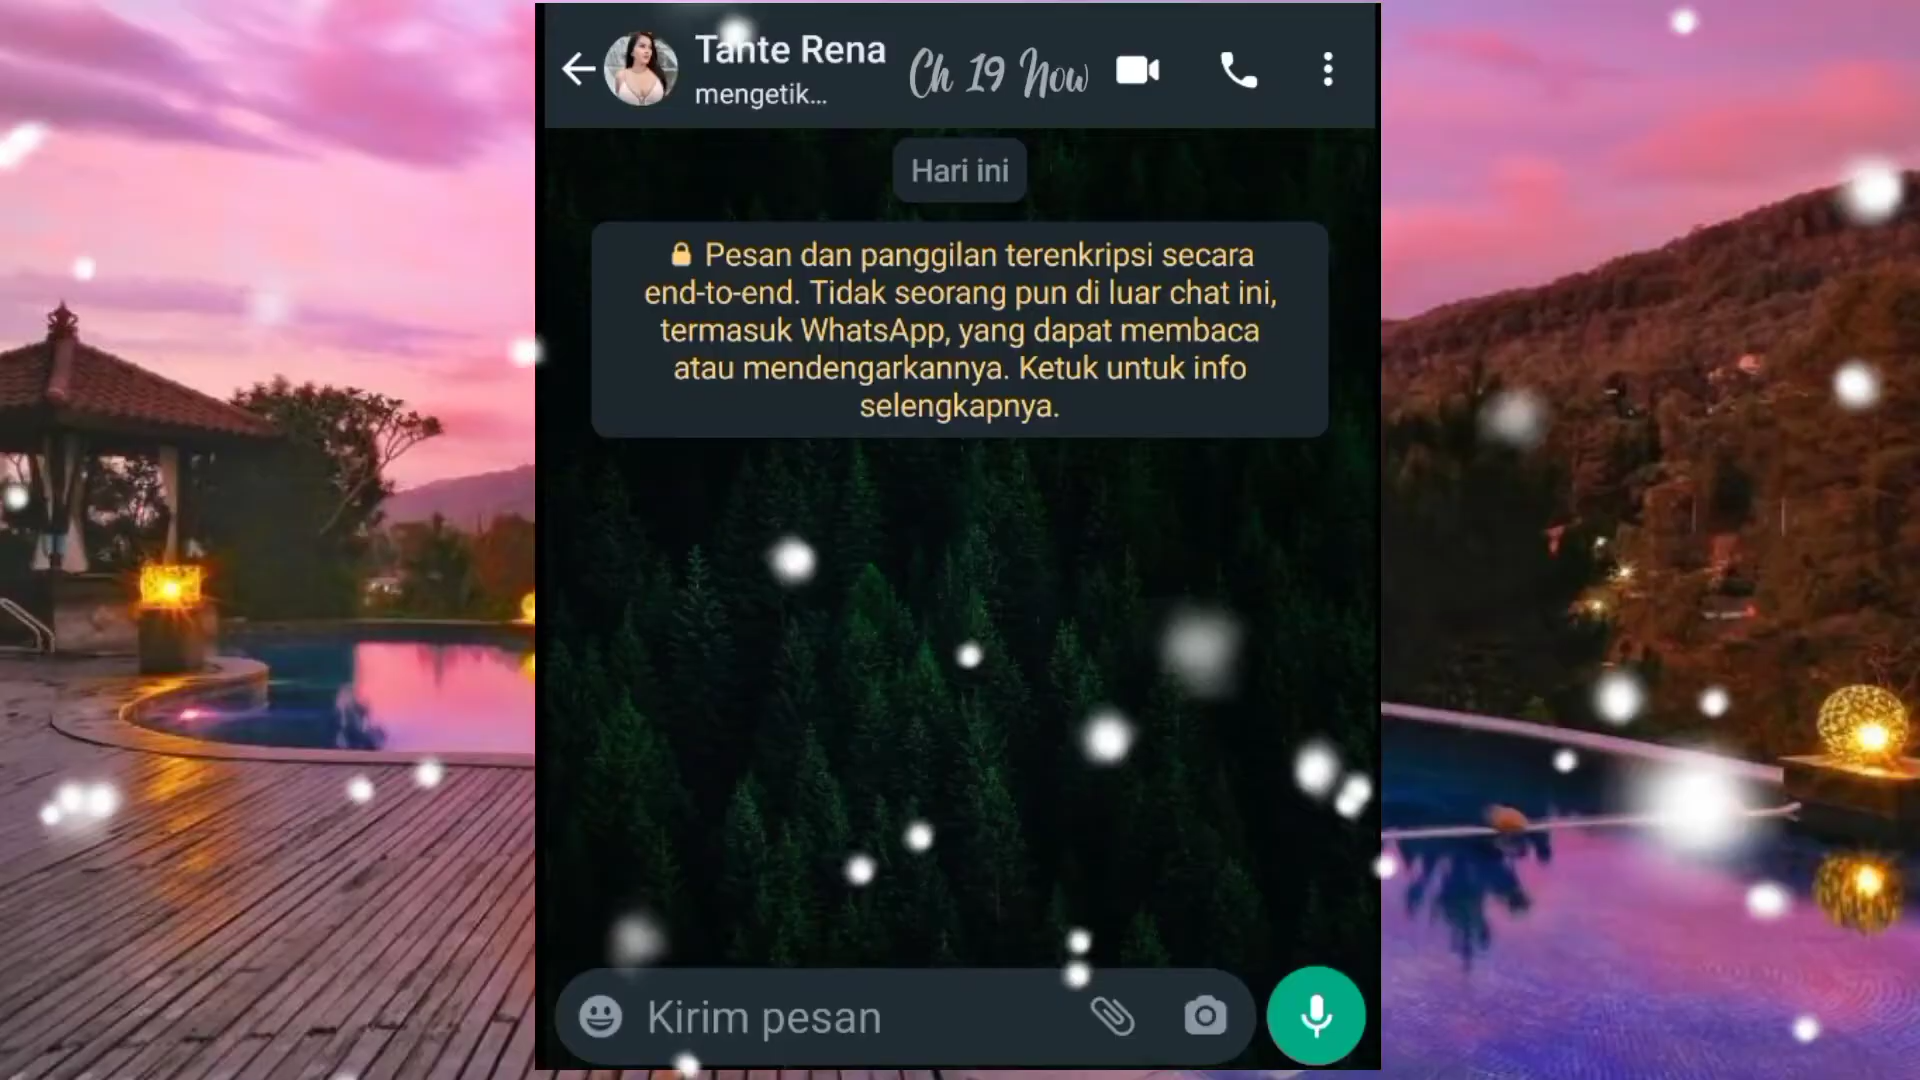 Tante Rena
mengetik...
Ch 19 Now
Hari ini
Pesan dan panggilan terenkripsi secara
end-to-end. Tidak seorang pun di luar chat ini,
termasuk WhatsApp, yang dapat membaca
atau mendengarkannya. Ketuk untuk info
selengkapnya.
Kirim pesan